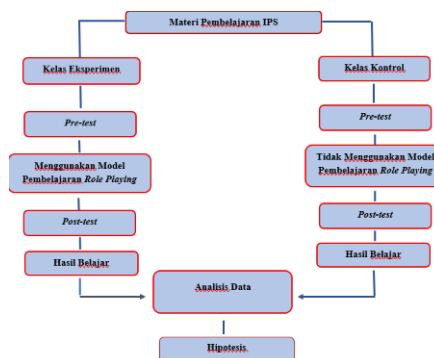 Materi Pembelajaran IPS
Kelas Eksperimen
Pre-test
Menggunakan Model
Pembelajaran Role Playing
Post-test
Hasil Belajar
Kelas Kontrol
Pre-test
Tidak Menggunakan Model
Pembelajaran Role Playing
Post-test
Hasil Belajar
Analisis Data
Hipotesis